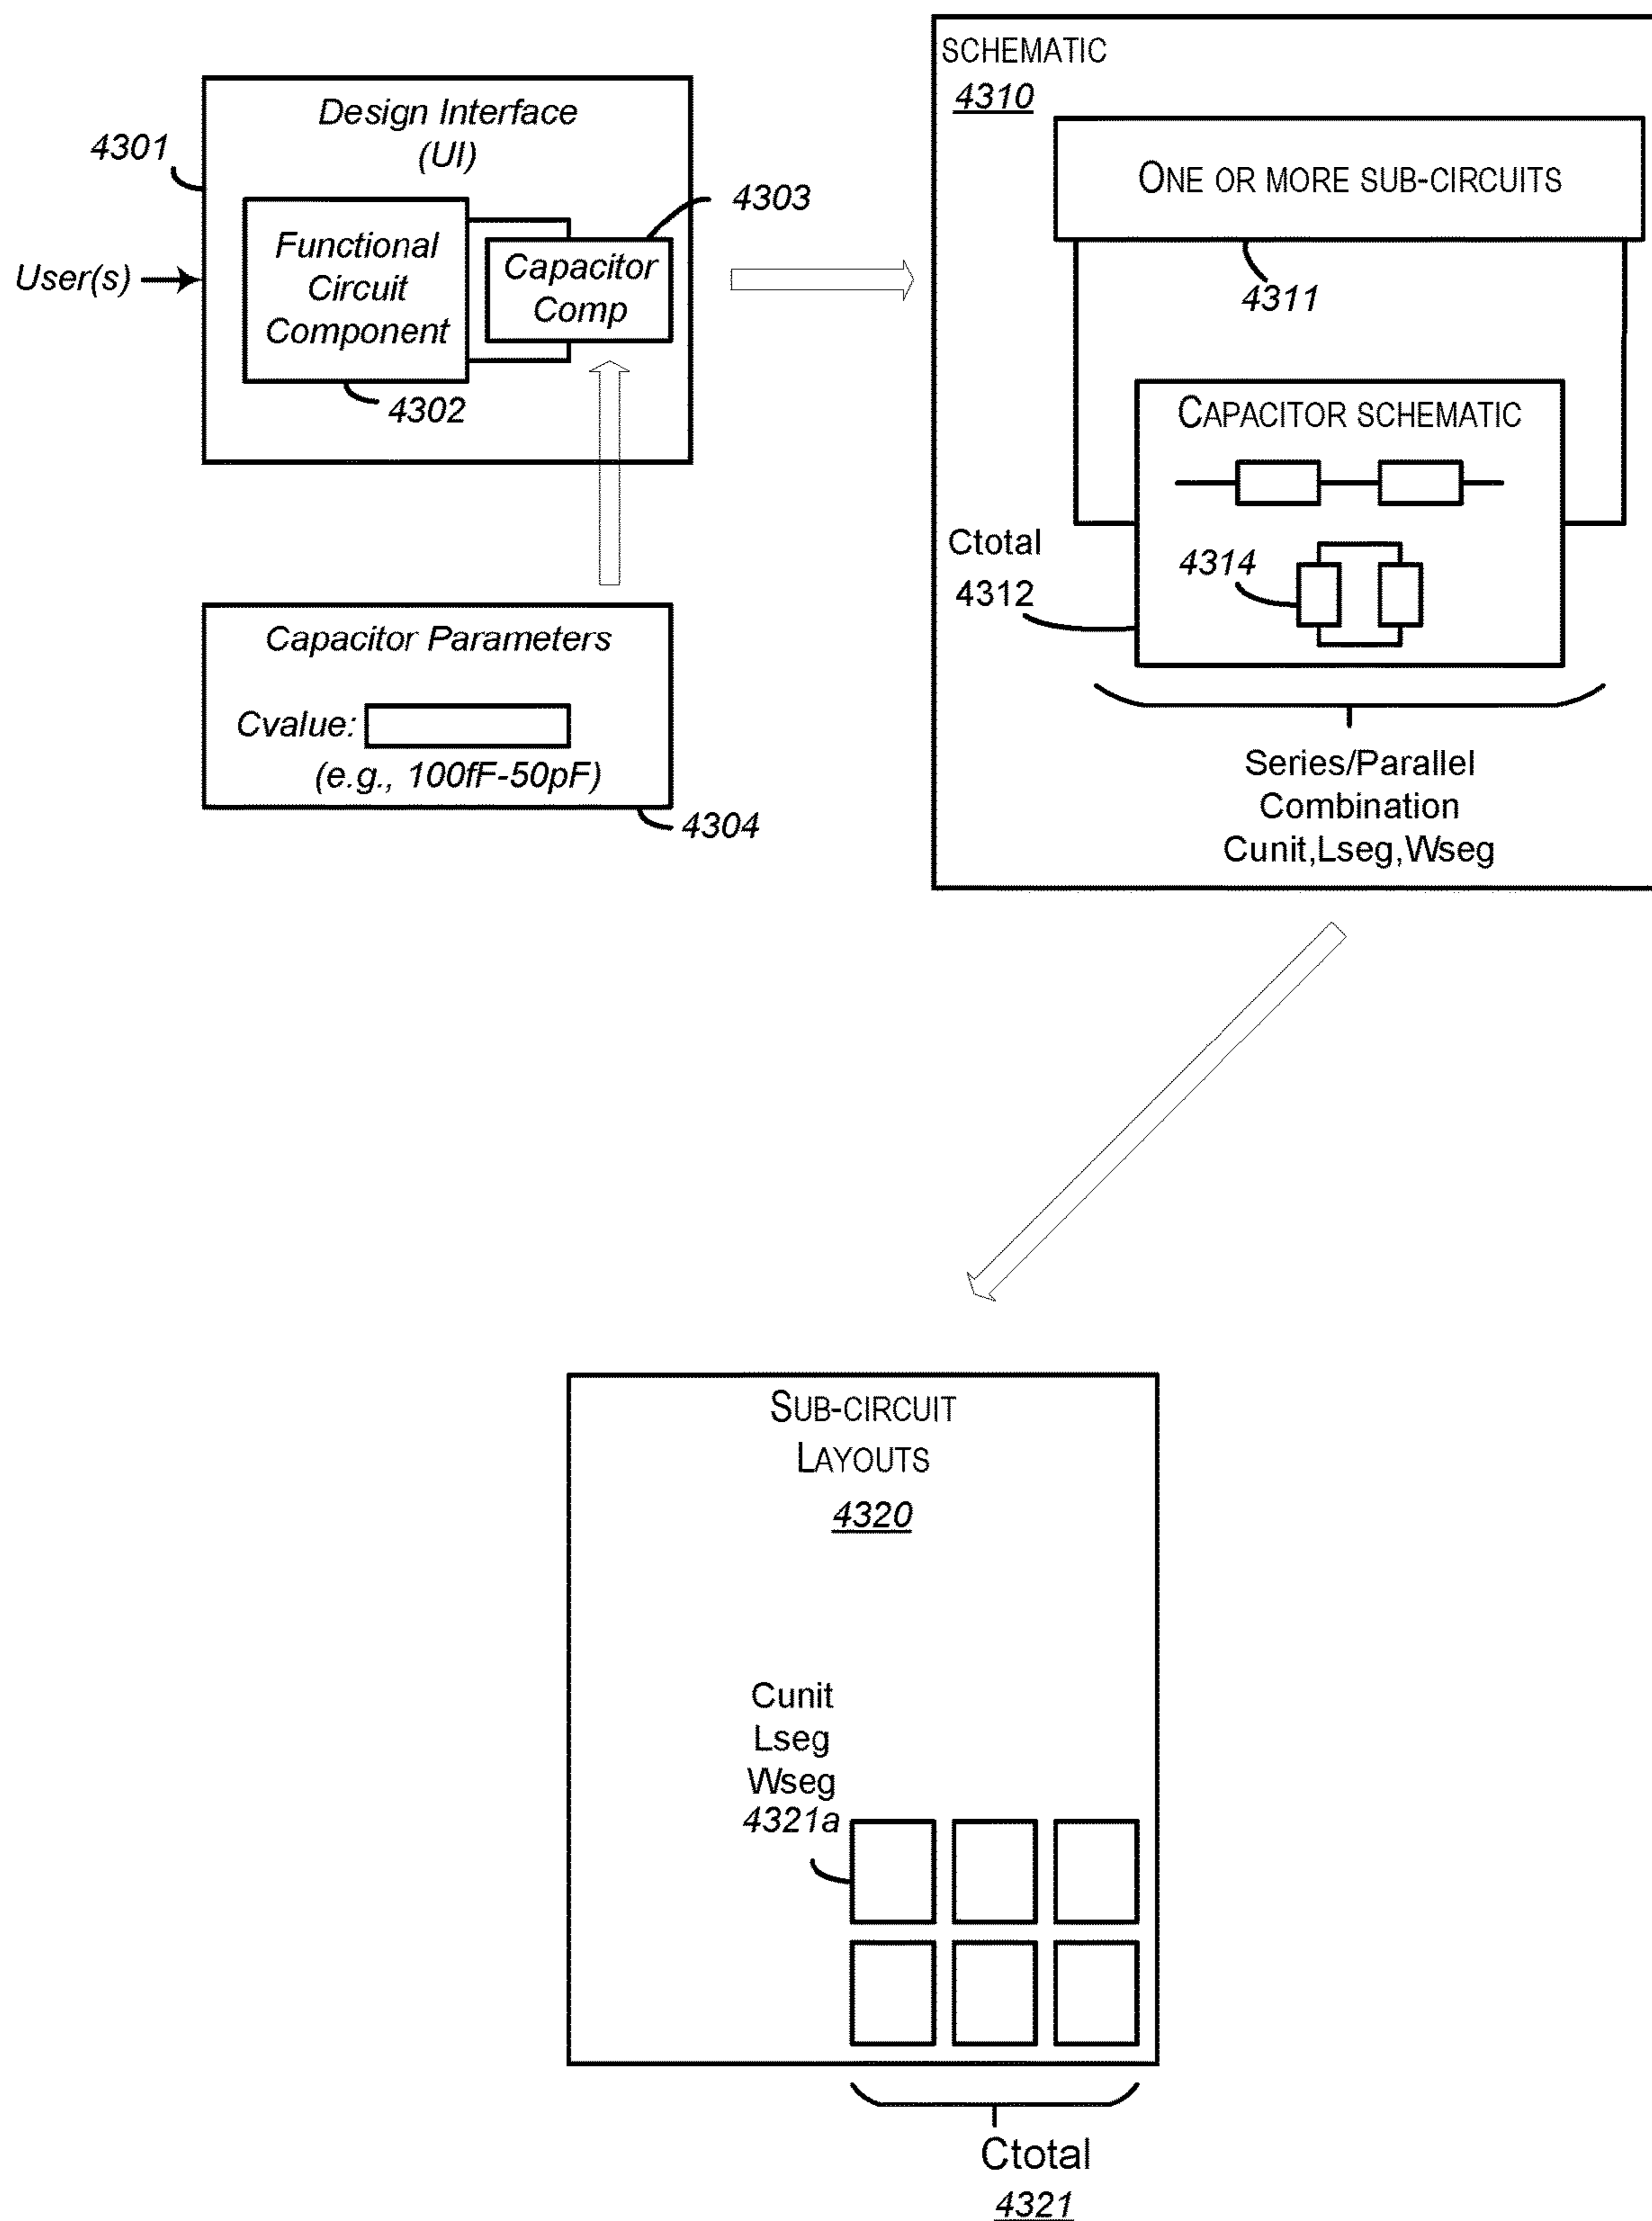 Design Interface
(UI)
4301
4303
Functional
Circuit
Component
Capacitor
Comp
User(s)
4302
Capacitor Parameters
Cvalue:
(e.g., 100fF-50pF)
4304
SCHEMATIC
4310
ONE OR MORE SUB-CIRCUITS
4311
CAPACITOR SCHEMATIC
Ctotal
4312
4314
Series/Parallel
Combination
Cunit,Lseg,Wseg
SUB-CIRCUIT
LAYOUTS
4320
Cunit
Lseg
Wseg
4321a
Ctotal
4321